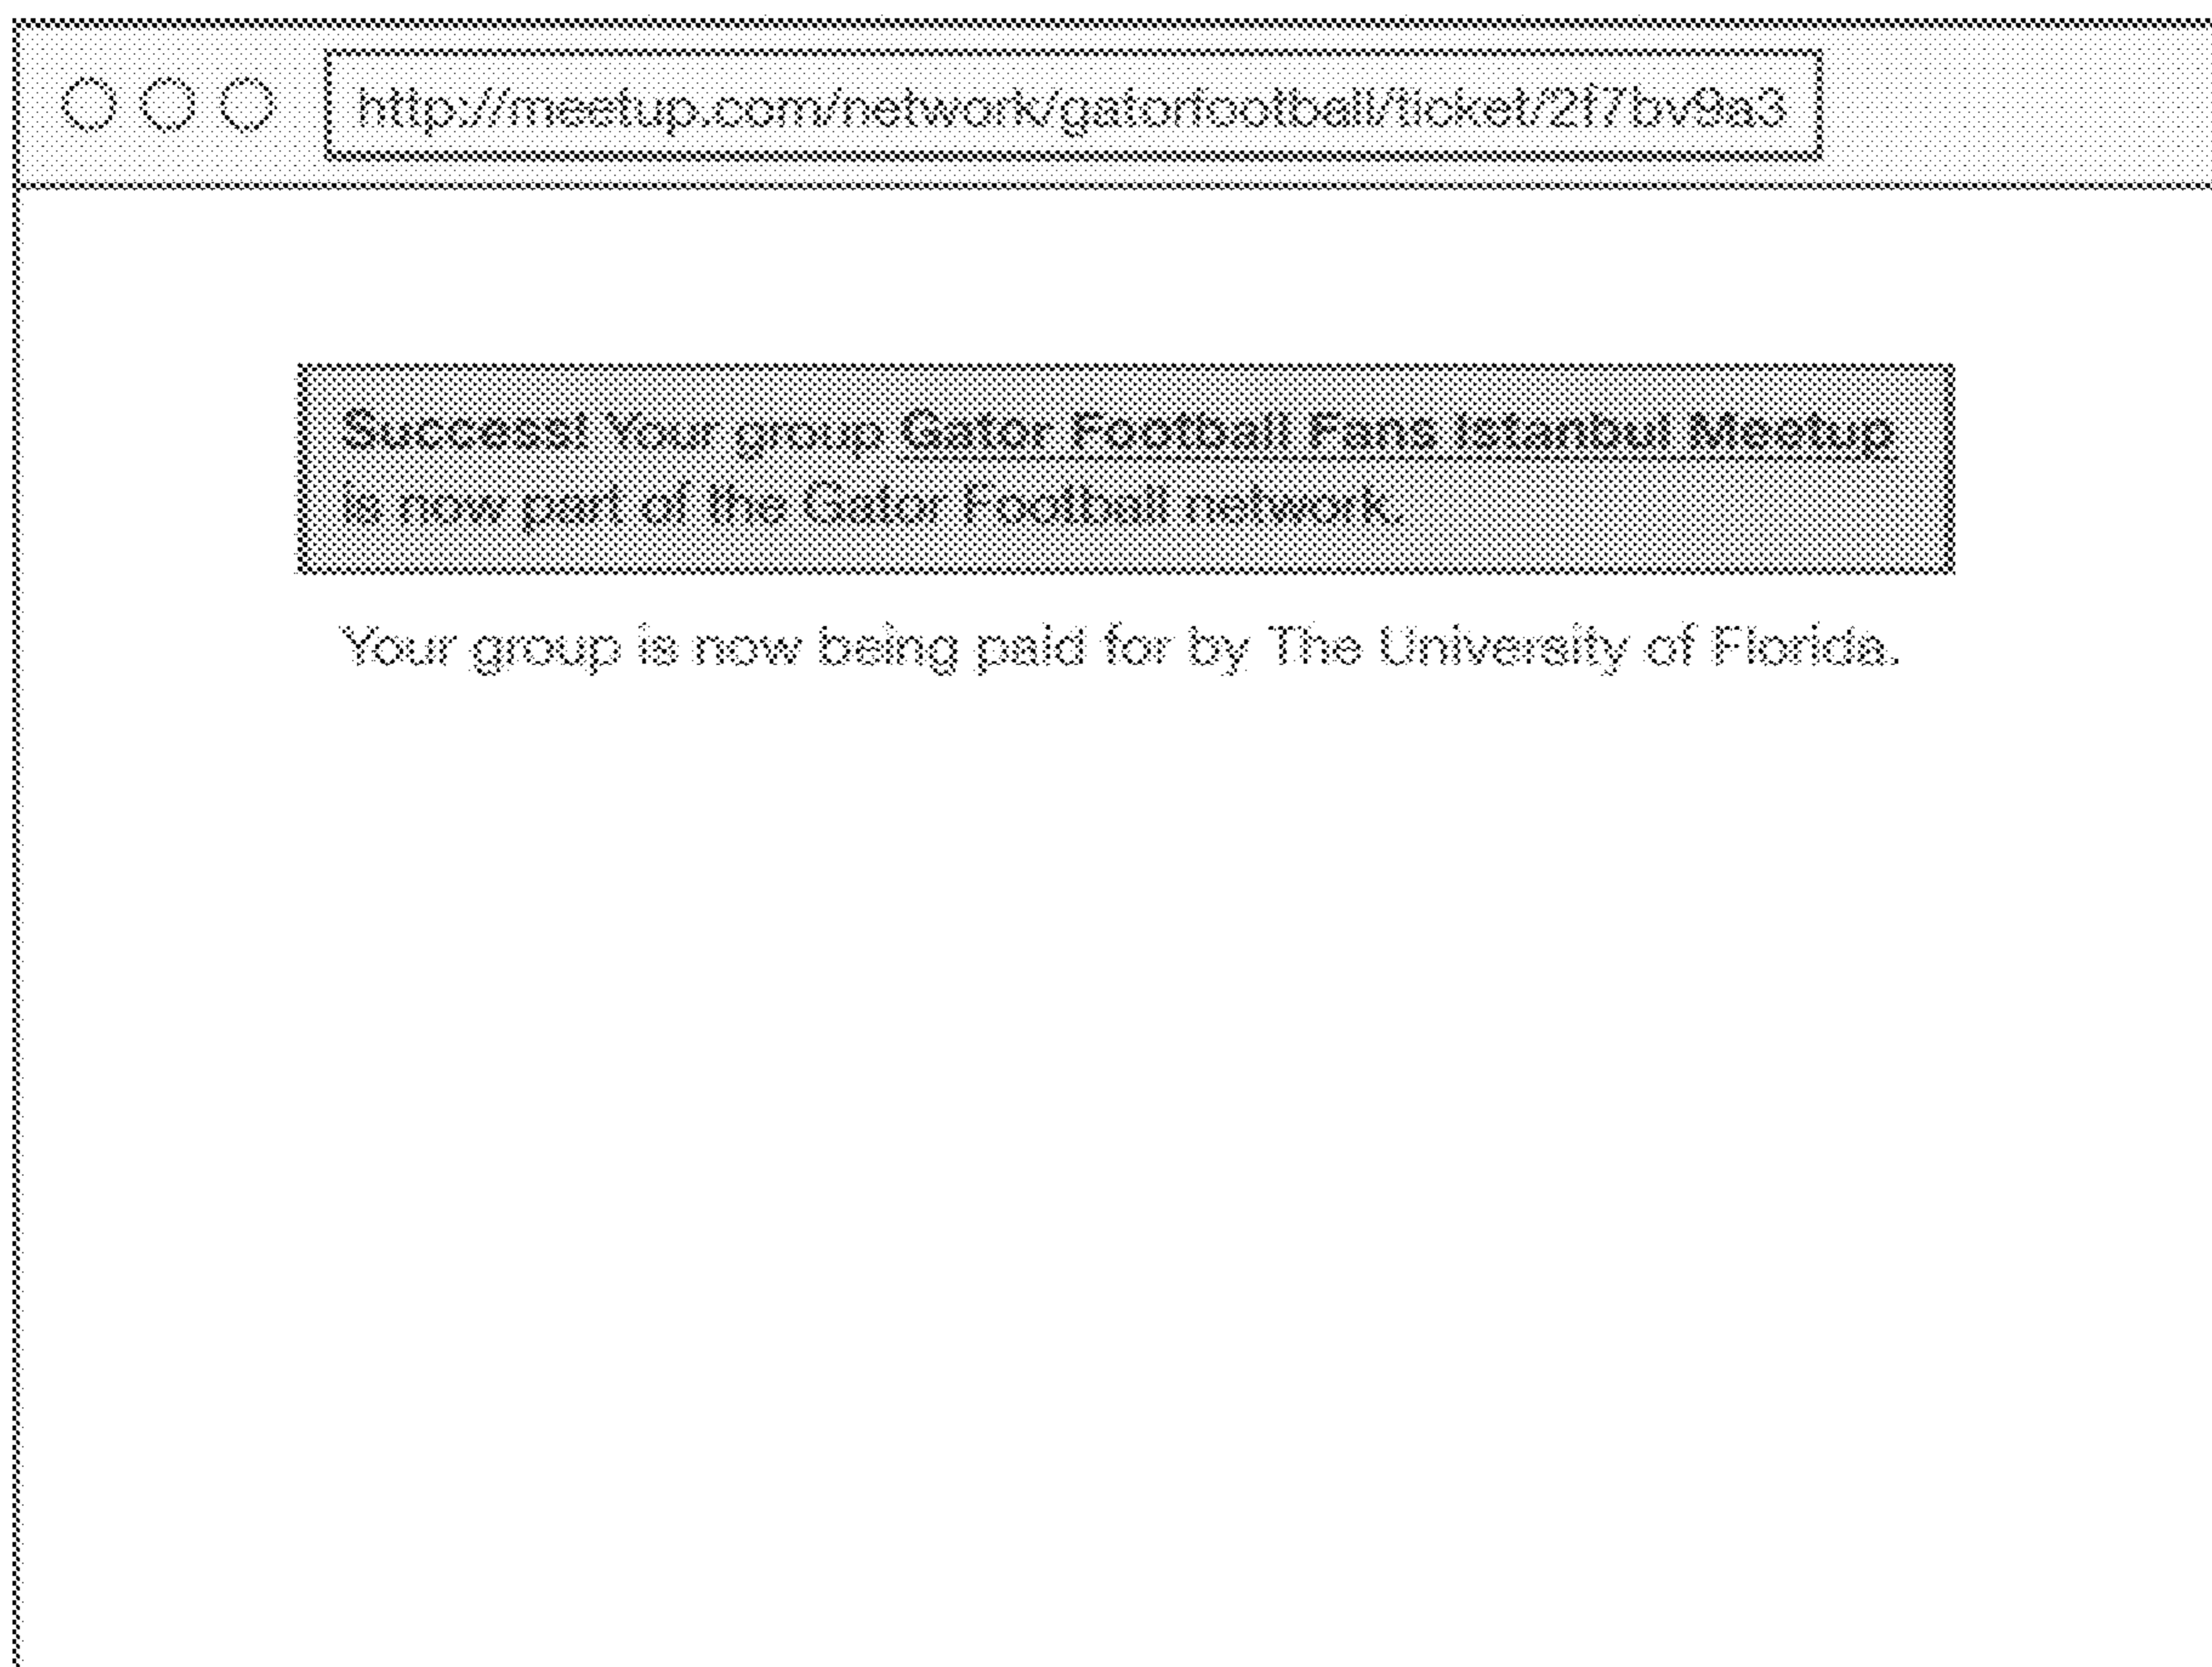 http://meetup.com/network/gatorfootball/ticket/2f7bv9a3
Success! Your group Gator Football Fans Istanbul Meetup
is now part of the Gator Football network.
Your group is now being paid for by The University of Florida.